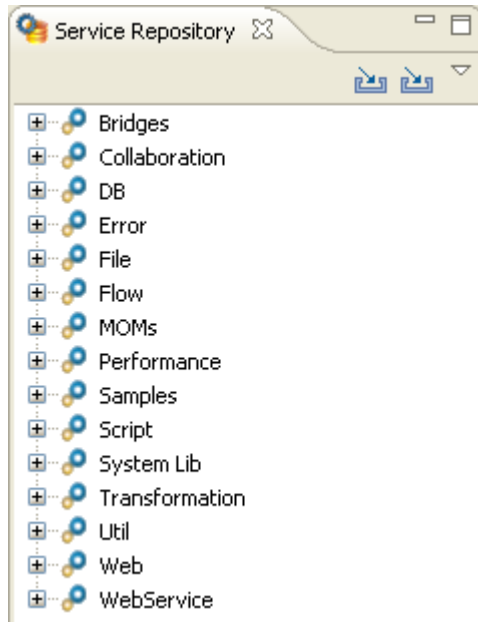 Service Repository
Bridges
Collaboration
DB
Error
File
Flow
MOMs
Performance
Samples
Script
System Lib
Transformation
Util
Web
WebService